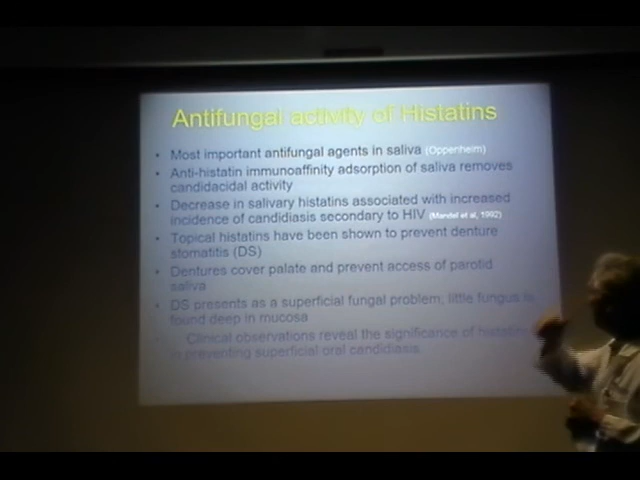 Antifungal activity of Histatins
• Most important antifungal agents in saliva (Oppenheim)
• Anti-histatin immunoaffinity adsorption of saliva removes
candidacidal activity
• Decrease in salivary histatins associated with increased
incidence of candidiasis secondary to HIV (Mandel et al, 1992)
• Topical histatins have been shown to prevent denture
stomatitis (DS)
• Dentures cover palate and prevent access of parotid
saliva
• DS presents as a superficial fungal problem; little fungus is
found deep in mucosa
Clinical observations reveal the significance of histatins
in preventing superficial oral candidiasis.